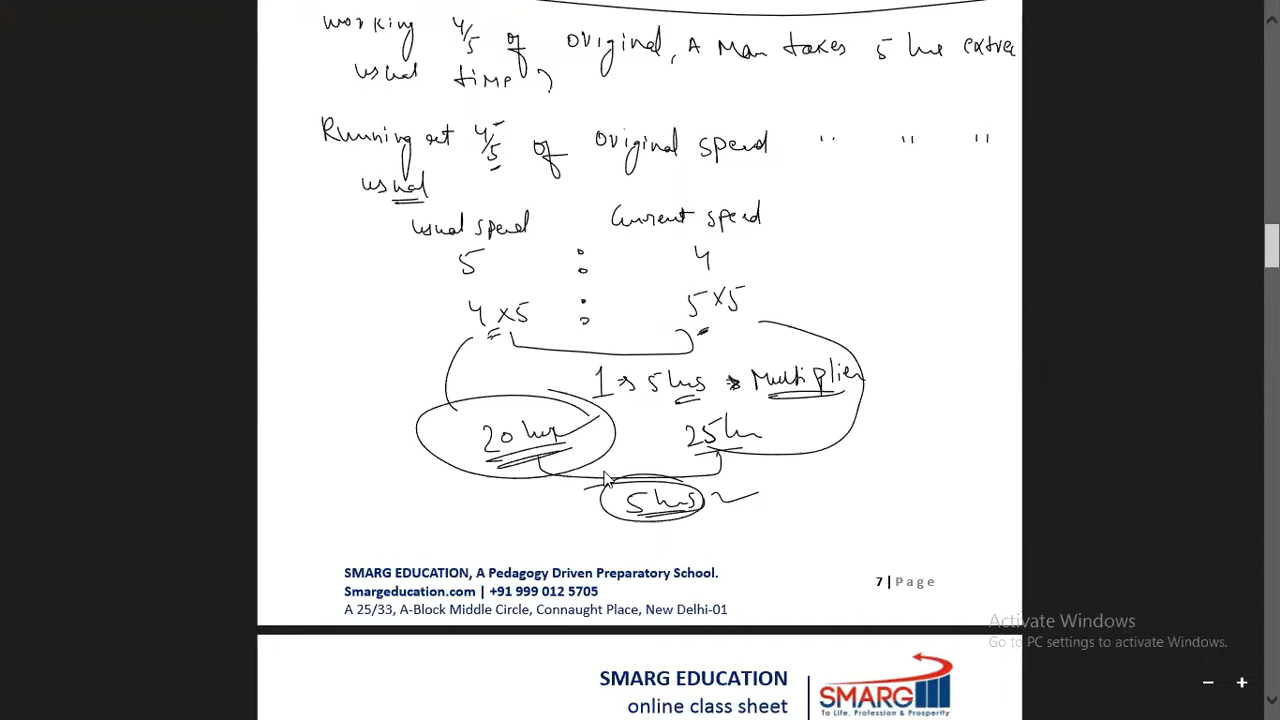 working 4/5 of original, A Man takes 5 hrs extra
usual time?
Running at 4/5 of original speed " " "
usual
usual speed Current speed
5 : 4
4 x5 : 5 x5
1 → 5 hrs → Multiplier
20 hrs 25 hr
5 hrs
SMARG EDUCATION, A Pedagogy Driven Preparatory School.
Smargeducation.com | +91 999 012 5705
A 25/33, A-Block Middle Circle, Connaught Place, New Delhi-01
7 | Page
Activate Windows
Go to PC settings to activate Windows.
SMARG EDUCATION
online class sheet
SMARG
To Life, Profession & Prosperity